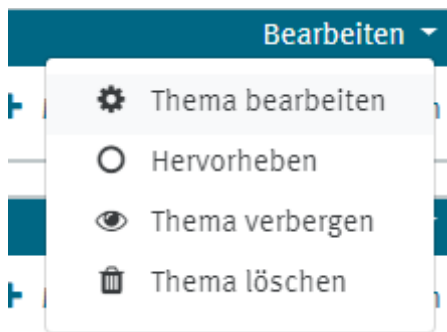 Bearbeiten
Thema bearbeiten
Hervorheben
Thema verbergen
Thema löschen